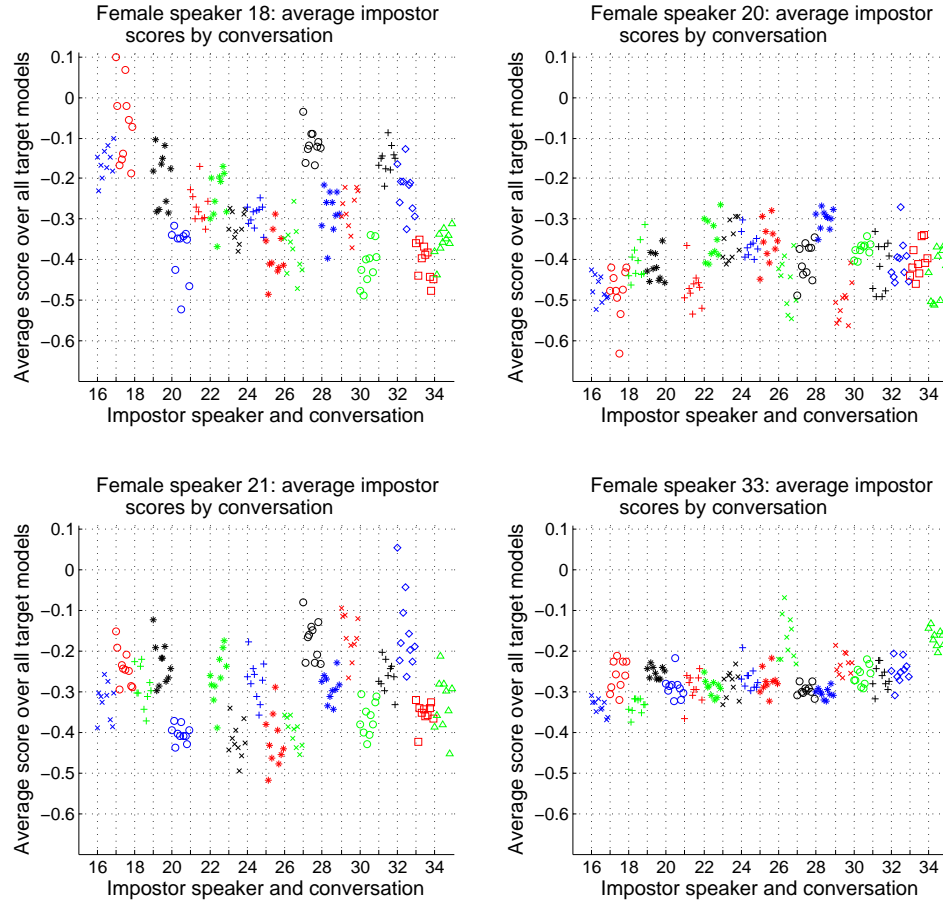 Female speaker 18: average impostor
scores by conversation
0.1
0
−0.1
−0.2
−0.3
−0.4
−0.5
−0.6
Average score over all target models
16 18 20 22 24 26 28 30 32 34
Impostor speaker and conversation
Female speaker 20: average impostor
scores by conversation
0.1
0
−0.1
−0.2
−0.3
−0.4
−0.5
−0.6
Average score over all target models
16 18 20 22 24 26 28 30 32 34
Impostor speaker and conversation
Female speaker 21: average impostor
scores by conversation
0.1
0
−0.1
−0.2
−0.3
−0.4
−0.5
−0.6
Average score over all target models
16 18 20 22 24 26 28 30 32 34
Impostor speaker and conversation
Female speaker 33: average impostor
scores by conversation
0.1
0
−0.1
−0.2
−0.3
−0.4
−0.5
−0.6
Average score over all target models
16 18 20 22 24 26 28 30 32 34
Impostor speaker and conversation